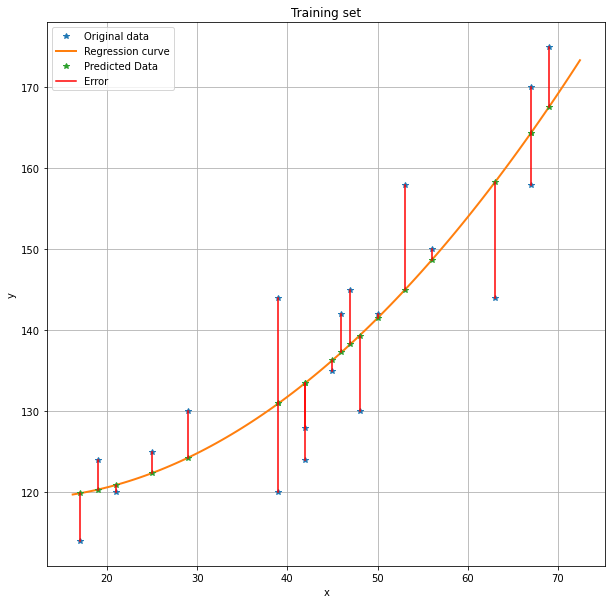 Training set
Original data
Regression curve
Predicted Data
Error
170
160
150
140
130
120
y
20 30 40 50 60 70
x